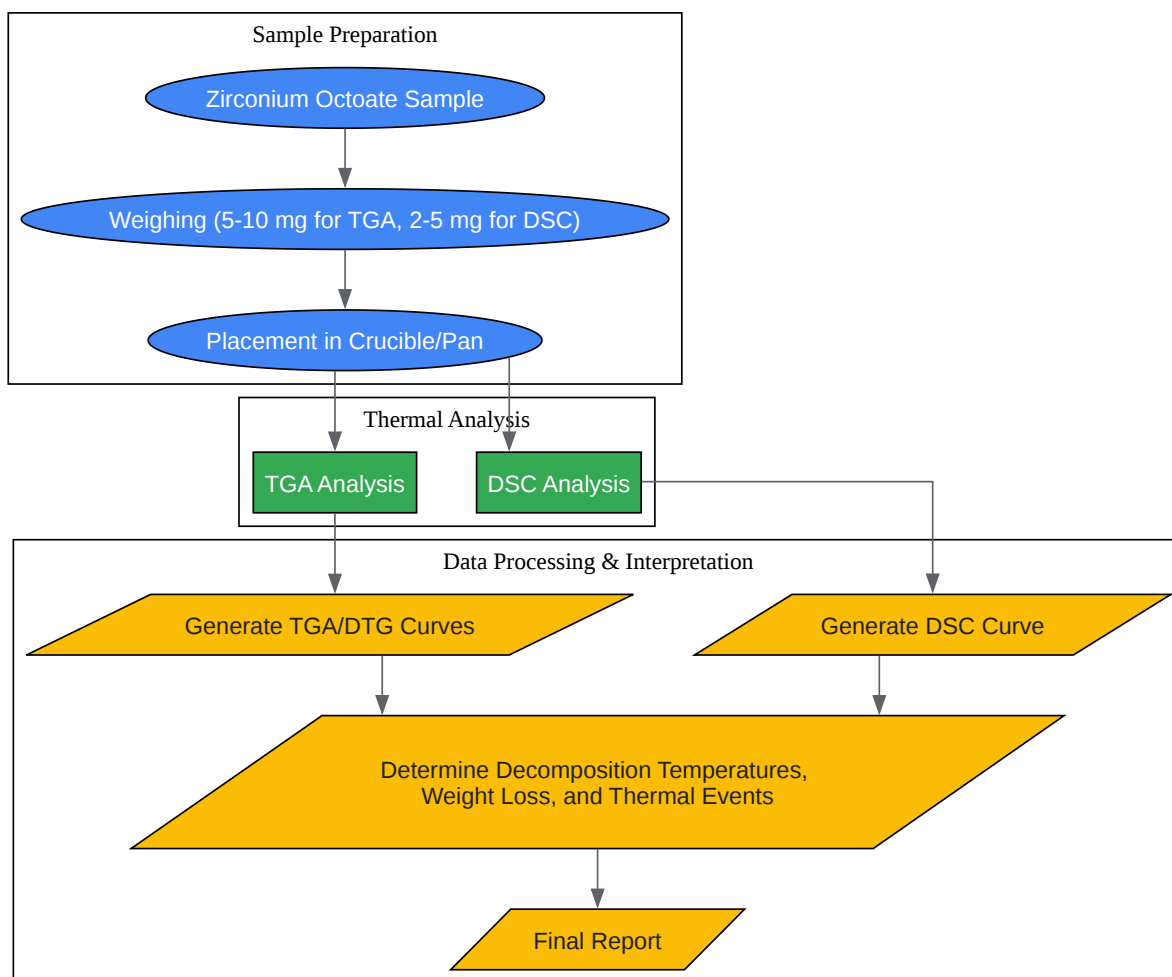 Sample Preparation
Zirconium Octoate Sample
Weighing (5-10 mg for TGA, 2-5 mg for DSC)
Placement in Crucible/Pan
Thermal Analysis
TGA Analysis
DSC Analysis
Data Processing & Interpretation
Generate TGA/DTG Curves
Generate DSC Curve
Determine Decomposition Temperatures,
Weight Loss, and Thermal Events
Final Report